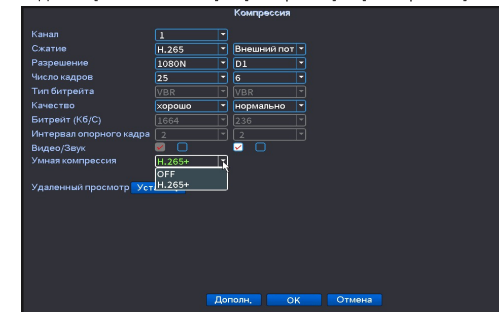 Компрессия
Канал 1
Сжатие H.265 Внешний пот
Разрешение 1080N D1
Число кадров 25 6
Тип битрейта VBR VBR
Качество хорошо нормально
Битрейт (Кб/С) 1664 236
Интервал опорного кадра 2 2
Видео/Звук
Умная компрессия H.265+
OFF
Удаленный просмотр Уст H.265+
Дополн. OK Отмена